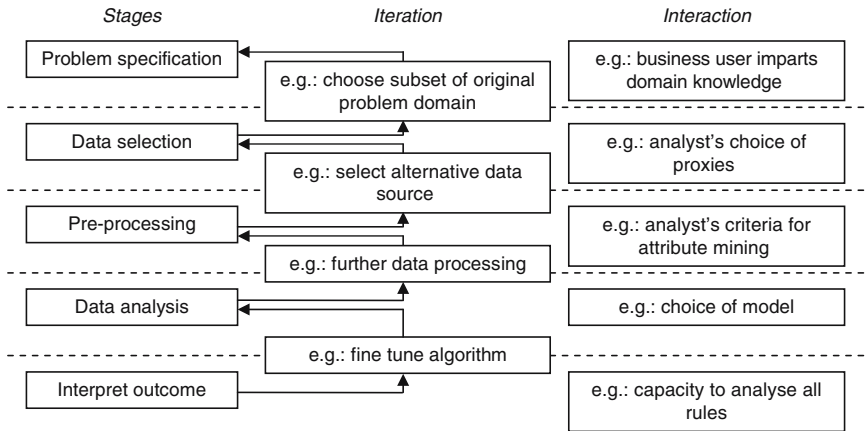 Stages
Iteration
Interaction
Problem specification
e.g.: choose subset of original
problem domain
e.g.: business user imparts
domain knowledge
Data selection
e.g.: select alternative data
source
e.g.: analyst's choice of
proxies
Pre-processing
e.g.: further data processing
e.g.: analyst's criteria for
attribute mining
Data analysis
e.g.: fine tune algorithm
e.g.: choice of model
Interpret outcome
e.g.: capacity to analyse all
rules